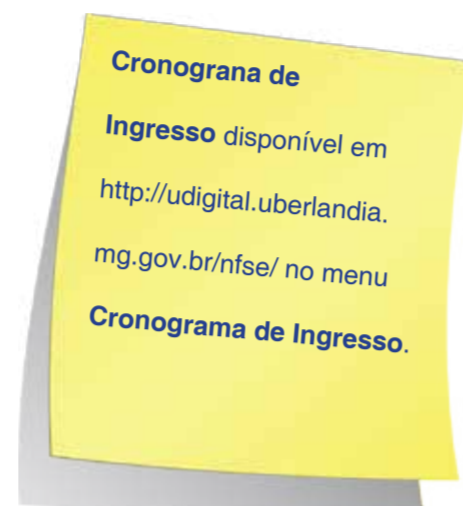 Cronograna de
Ingresso disponível em
http://udigital.uberlandia.
mg.gov.br/nfse/ no menu
Cronograma de Ingresso.